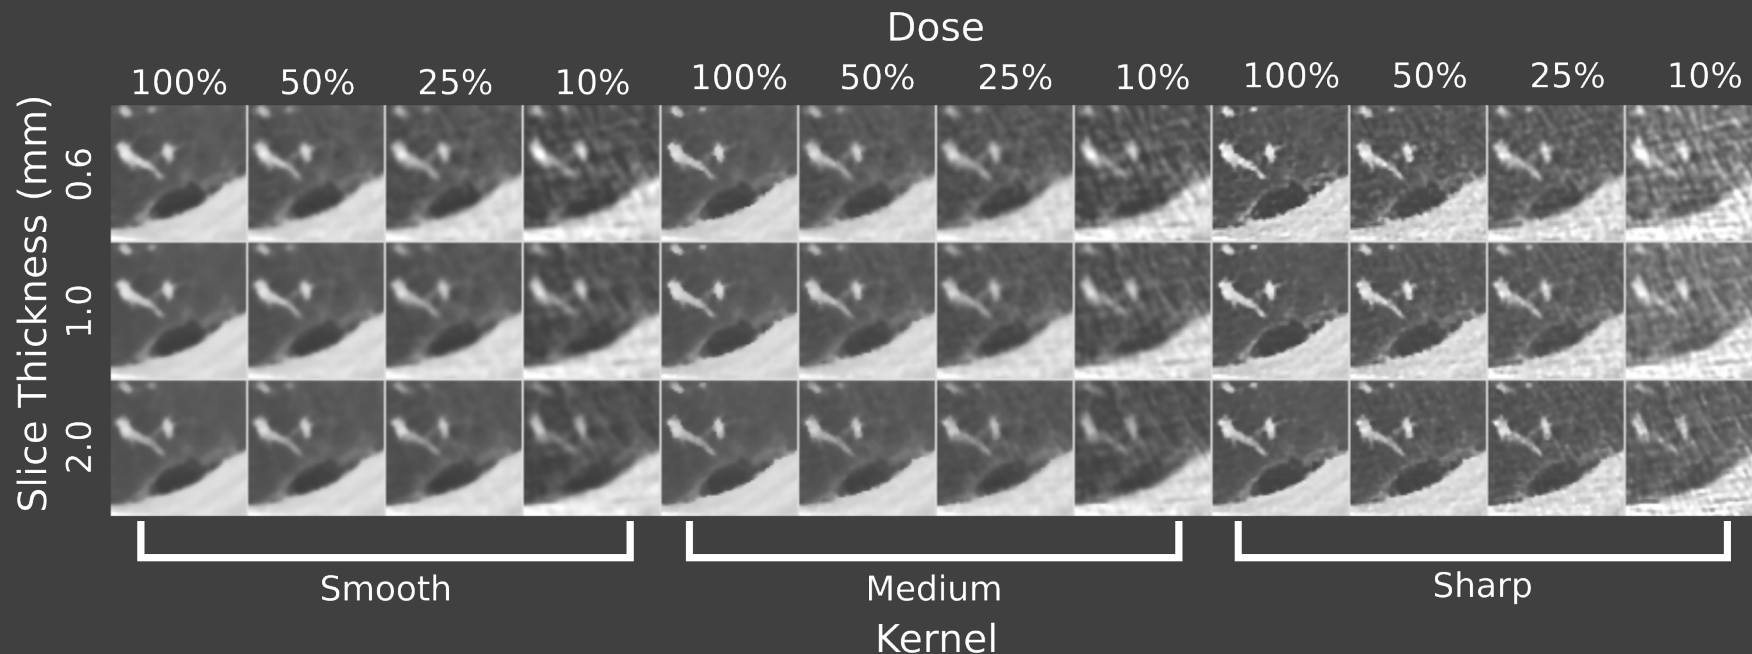 Dose
100% 50% 25% 10% 100% 50% 25% 10% 100% 50% 25% 10%
Slice Thickness (mm)
0.6
1.0
2.0
Smooth Medium Sharp
Kernel